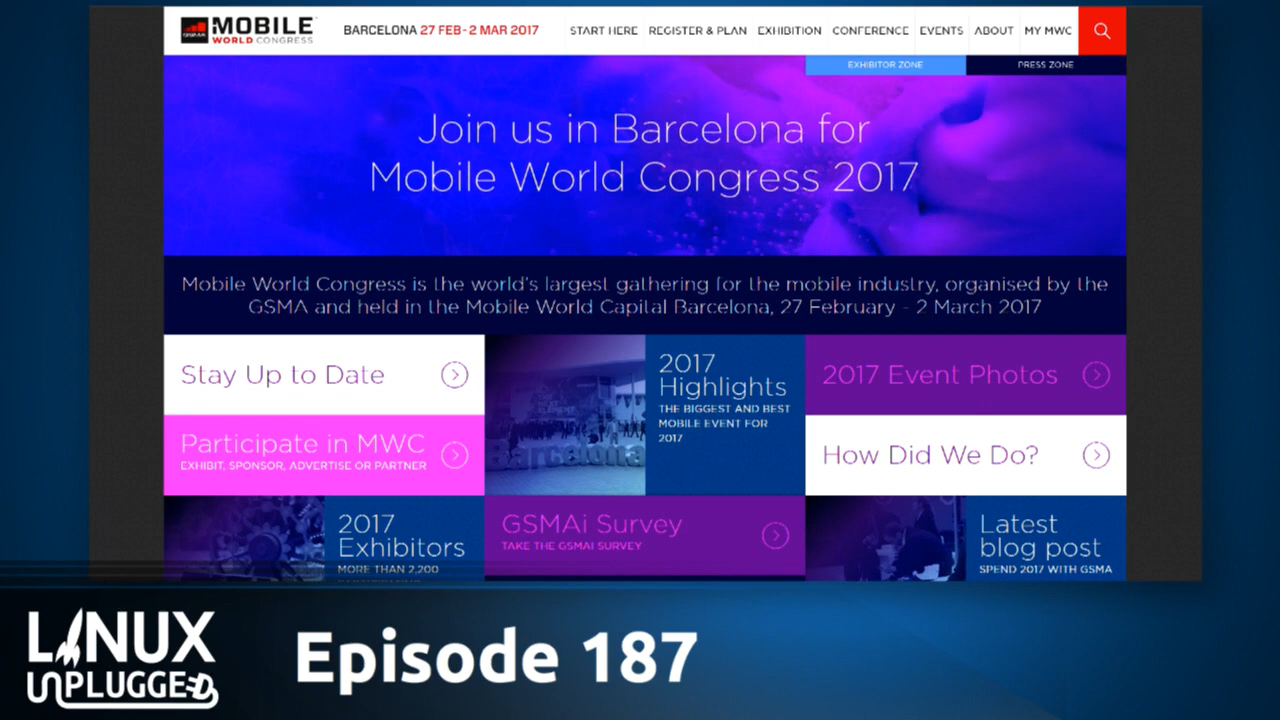 GSMA
MOBILE
WORLD CONGRESS
BARCELONA 27 FEB - 2 MAR 2017
START HERE
REGISTER & PLAN
EXHIBITION
CONFERENCE
EVENTS
ABOUT
MY MWC
EXHIBITOR ZONE
PRESS ZONE
Join us in Barcelona for
Mobile World Congress 2017
Mobile World Congress is the world's largest gathering for the mobile industry, organised by the
GSMA and held in the Mobile World Capital Barcelona, 27 February - 2 March 2017
Stay Up to Date
Participate in MWC
EXHIBIT, SPONSOR, ADVERTISE OR PARTNER
Barcelona
2017
Highlights
THE BIGGEST AND BEST
MOBILE EVENT FOR
2017
2017 Event Photos
How Did We Do?
2017
Exhibitors
MORE THAN 2,200
GSMAi Survey
TAKE THE GSMAI SURVEY
Latest
blog post
SPEND 2017 WITH GSMA
LINUX
UNPLUGGED
Episode 187